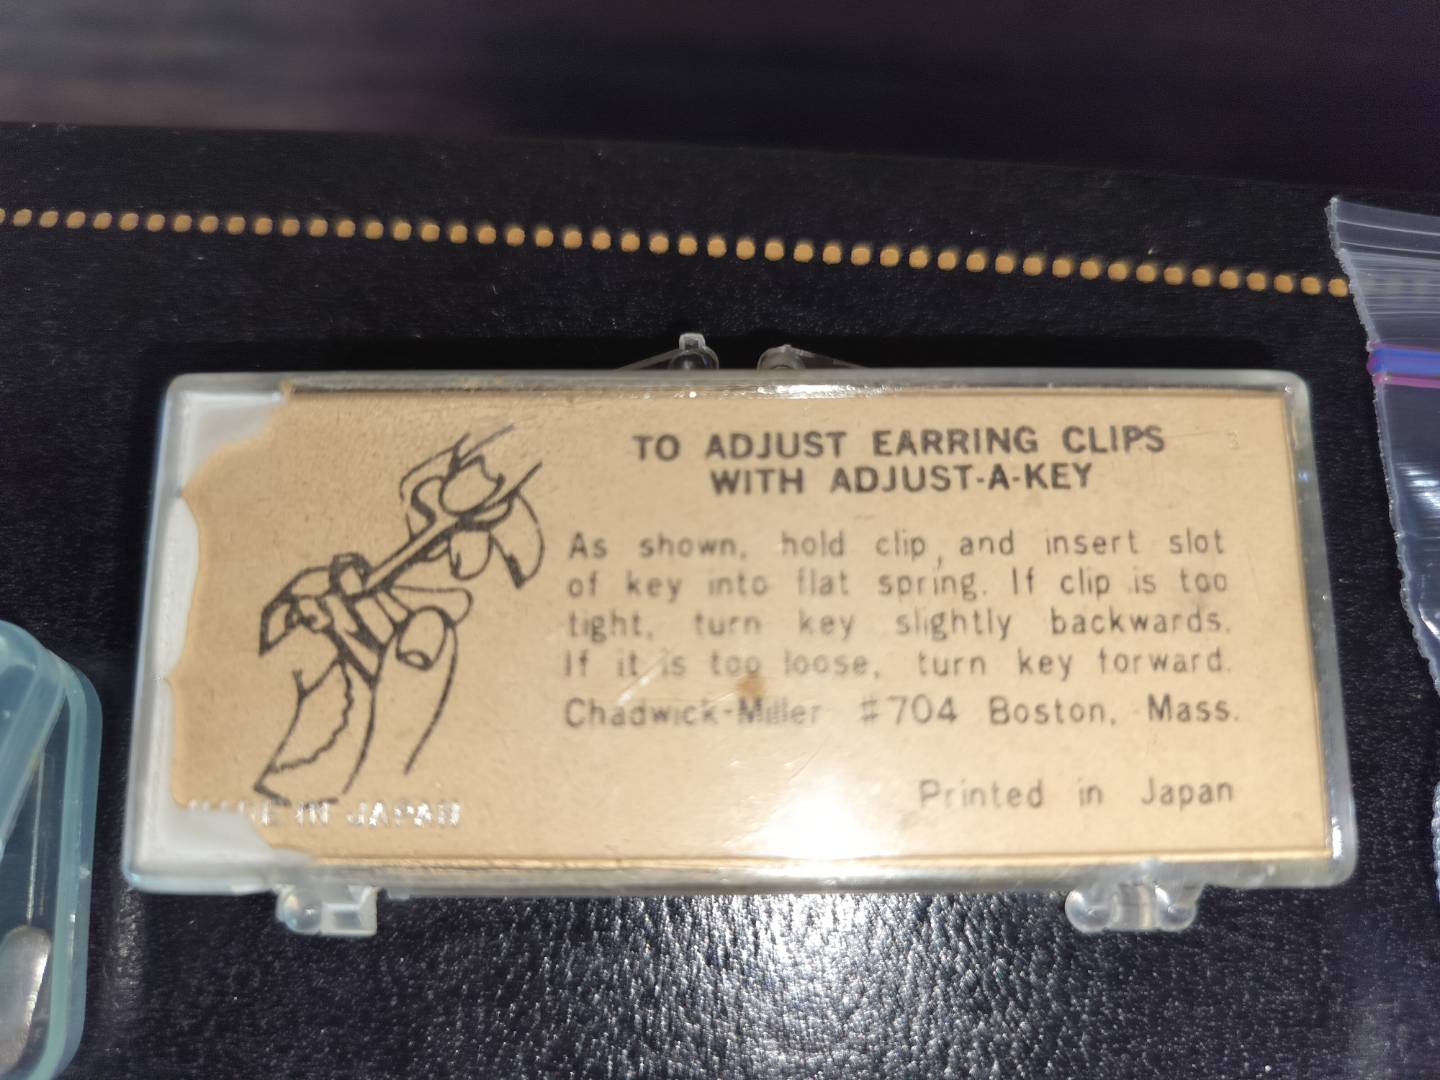 TO ADJUST EARRING CLIPS
WITH ADJUST-A-KEY
As shown, hold clip, and insert slot
of key into flat spring. If clip is too
tight, turn key slightly backwards.
If it is too loose, turn key forward.
Chadwick-Miller #704 Boston, Mass.
Printed in Japan
MADE IN JAPAN